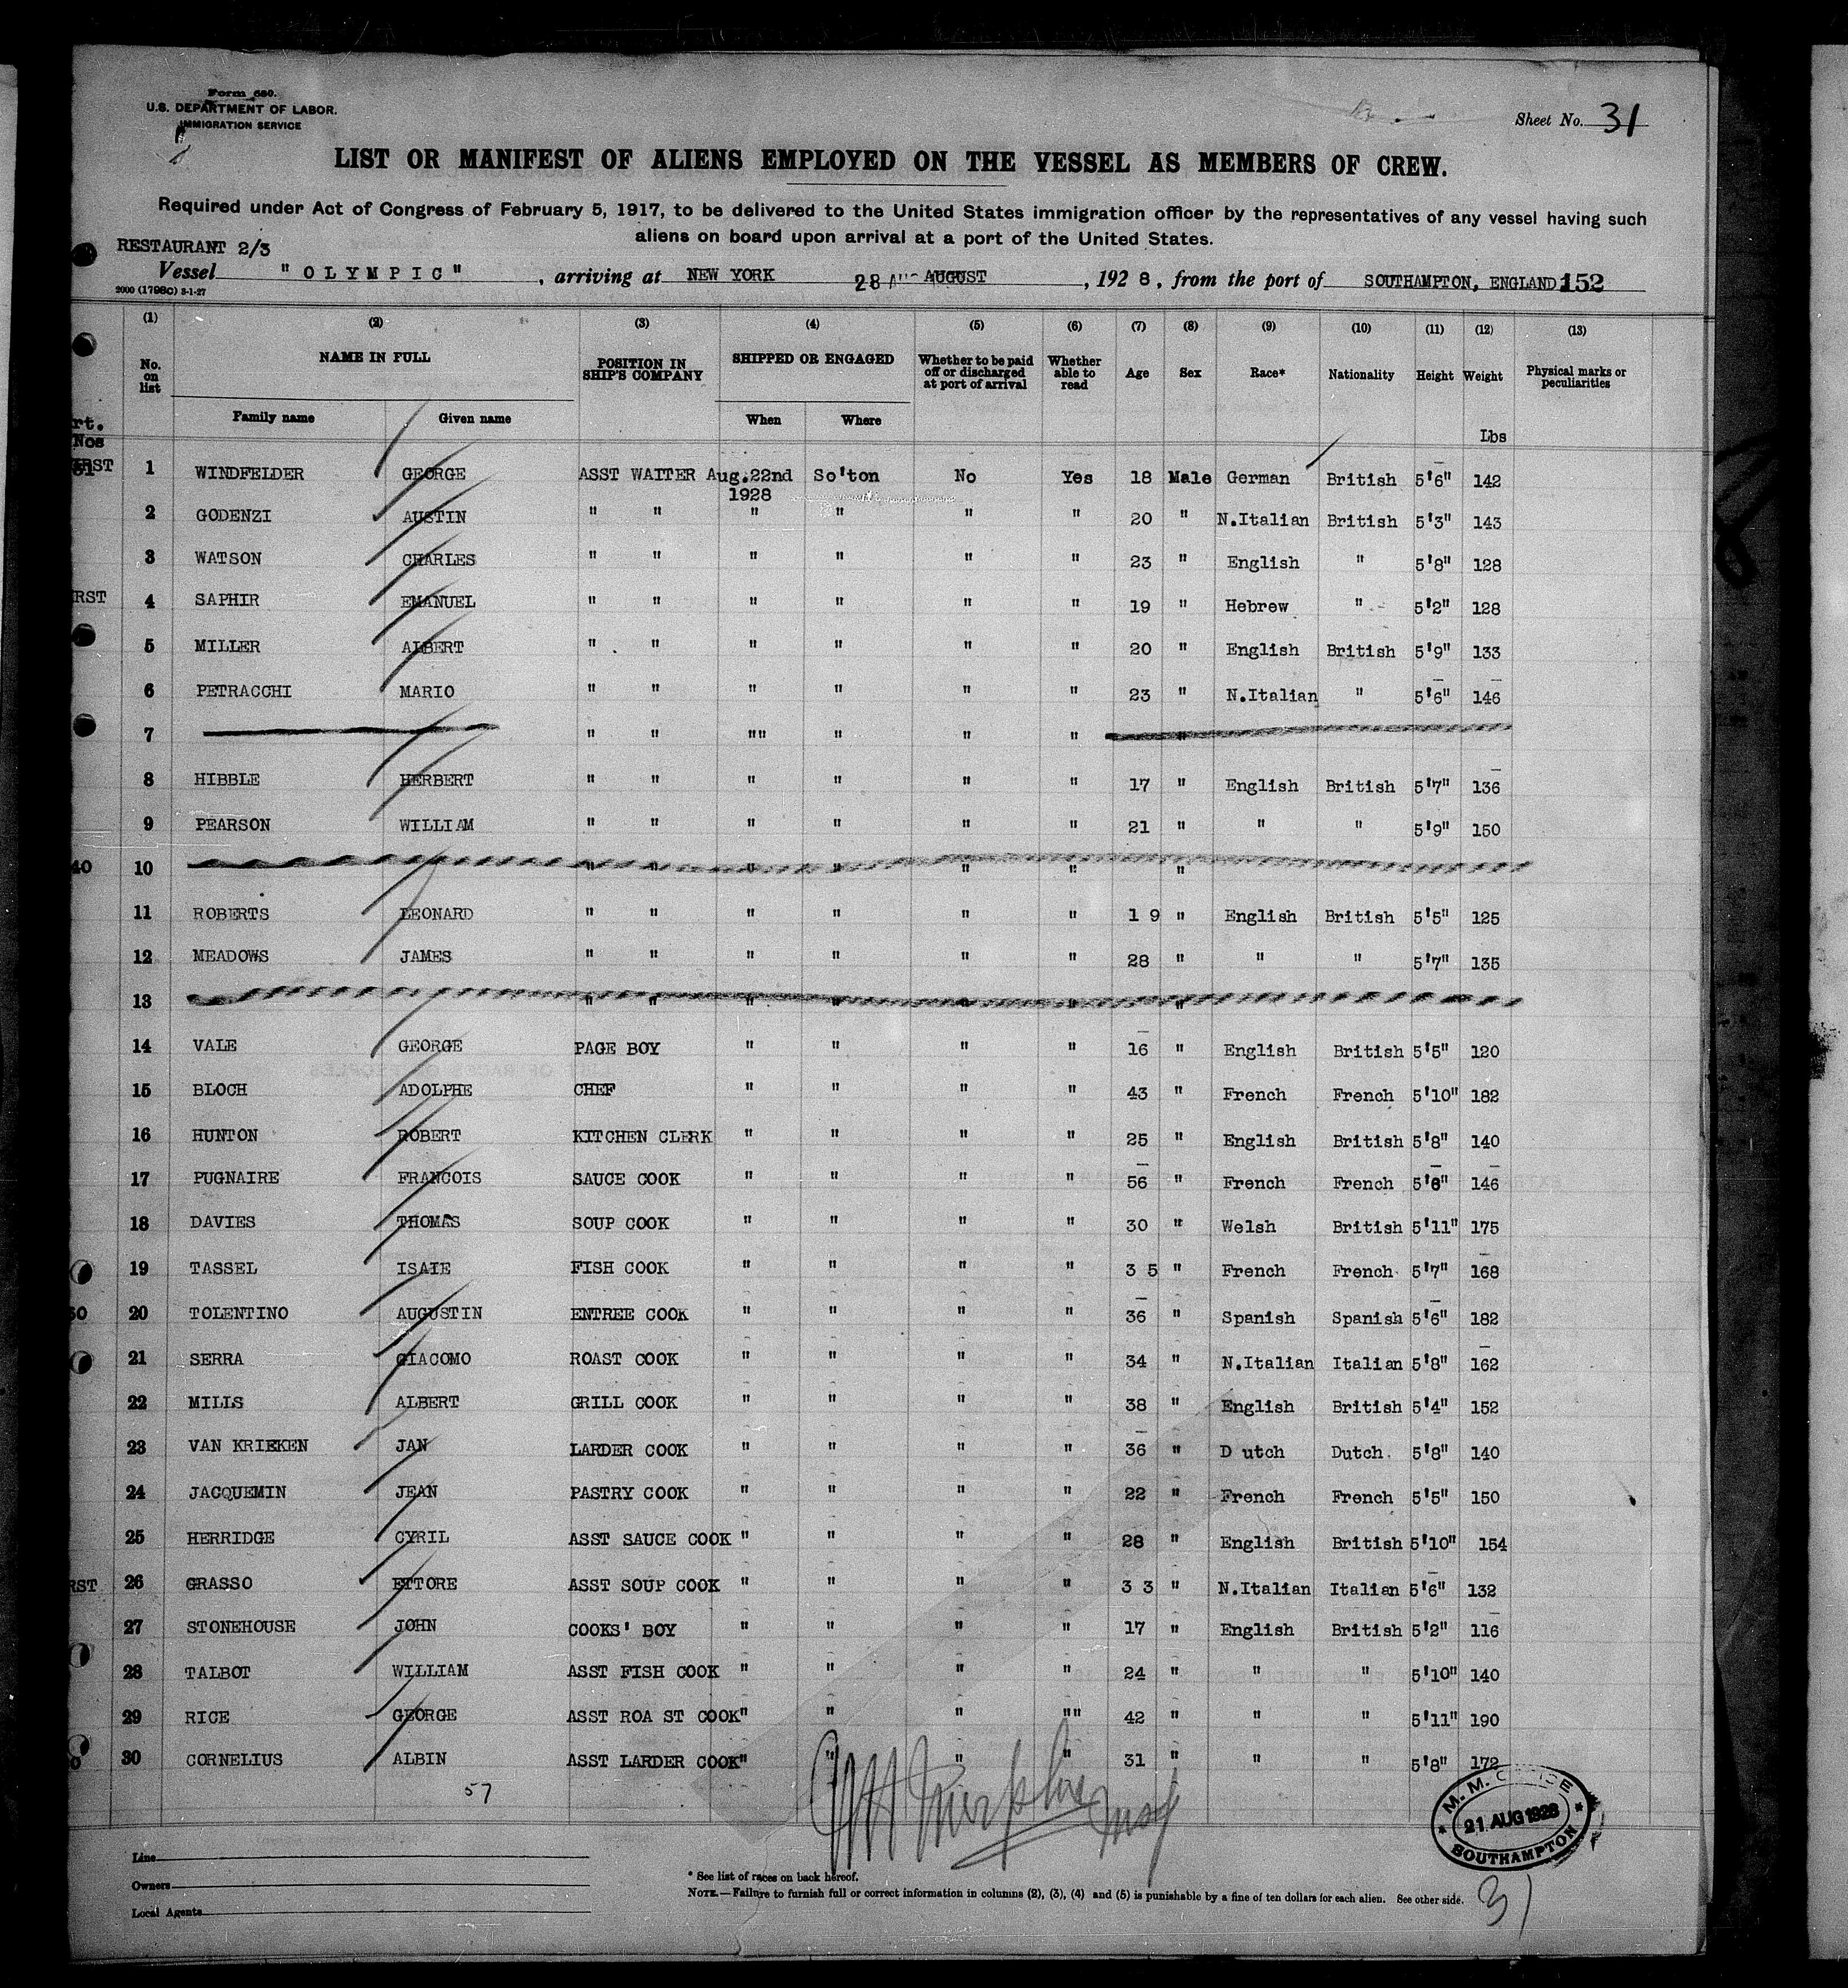 Form 680.
U.S. DEPARTMENT OF LABOR.
IMMIGRATION SERVICE
Sheet No. 31
LIST OR MANIFEST OF ALIENS EMPLOYED ON THE VESSEL AS MEMBERS OF CREW.
Required under Act of Congress of February 5, 1917, to be delivered to the United States immigration officer by the representatives of any vessel having such
aliens on board upon arrival at a port of the United States.
RESTAURANT 2/3
Vessel "OLYMPIC", arriving at NEW YORK 28 AUG AUGUST, 1928, from the port of SOUTHAMPTON, ENGLAND 152
2000 (1798c) 3-1-27
(1) (2) (3) (4) (5) (6) (7) (8) (9) (10) (11) (12) (13)
No. on list NAME IN FULL POSITION IN SHIP'S COMPANY SHIPPED OR ENGAGED Whether to be paid off or discharged at port of arrival Whether able to read Age Sex Race* Nationality Height Weight Physical marks or peculiarities
Family name Given name When Where
rt. Nos Lbs
1 WINDFELDER GEORGE ASST WAITER Aug.22nd 1928 So'ton No Yes 18 Male German British 5'6" 142
2 GODENZI AUSTIN " " " " " " 20 " N.Italian British 5'3" 143
3 WATSON CHARLES " " " " " " 23 " English " 5'8" 128
RST 4 SAPHIR EMANUEL " " " " " " 19 " Hebrew " 5'2" 128
5 MILLER ALBERT " " " " " " 20 " English British 5'9" 133
6 PETRACCHI MARIO " " " " " " 23 " N.Italian " 5'6" 146
7 " " "" " " " "
8 HIBBLE HERBERT " " " " " " 17 " English British 5'7" 136
9 PEARSON WILLIAM " " " " " " 21 " " " 5'9" 150
40 10 " " " " " " "
11 ROBERTS LEONARD " " " " " " 1 9 " English British 5'5" 125
12 MEADOWS JAMES " " " " " " 28 " " " 5'7" 135
13 " " " " " " "
14 VALE GEORGE PAGE BOY " " " " 16 " English British 5'5" 120
15 BLOCH ADOLPHE CHEF " " " " 43 " French French 5'10" 182
16 HUNTON ROBERT KITCHEN CLERK " " " " 25 " English British 5'8" 140
17 PUGNAIRE FRANCOIS SAUCE COOK " " " " 56 " French French 5'6" 146
18 DAVIES THOMAS SOUP COOK " " " " 30 " Welsh British 5'11" 175
19 TASSEL ISAIE FISH COOK " " " " 3 5 " French French 5'7" 168
20 TOLENTINO AUGUSTIN ENTREE COOK " " " " 36 " Spanish Spanish 5'6" 182
21 SERRA GIACOMO ROAST COOK " " " " 34 " N.Italian Italian 5'8" 162
22 MILLS ALBERT GRILL COOK " " " " 38 " English British 5'4" 152
23 VAN KRIEKEN JAN LARDER COOK " " " " 36 " D utch Dutch 5'8" 140
24 JACQUEMIN JEAN PASTRY COOK " " " " 22 " French French 5'5" 150
25 HERRIDGE CYRIL ASST SAUCE COOK " " " " 28 " English British 5'10" 154
RST 26 GRASSO ETTORE ASST SOUP COOK " " " " 3 3 " N.Italian Italian 5'6" 132
27 STONEHOUSE JOHN COOKS' BOY " " " " 17 " English British 5'2" 116
28 TALBOT WILLIAM ASST FISH COOK " " " " 24 " " " 5'10" 140
29 RICE GEORGE ASST ROA ST COOK " " " "" 42 " " " 5'11" 190
30 CORNELIUS ALBIN ASST LARDER COOK " " " " 31 " " " 5'8" 172
57
M. M. OFFICE
21 AUG 1928
SOUTHAMPTON
Line
Owners
Local Agents
* See list of races on back hereof.
NOTE.—Failure to furnish full or correct information in columns (2), (3), (4) and (5) is punishable by a fine of ten dollars for each alien. See other side.
31